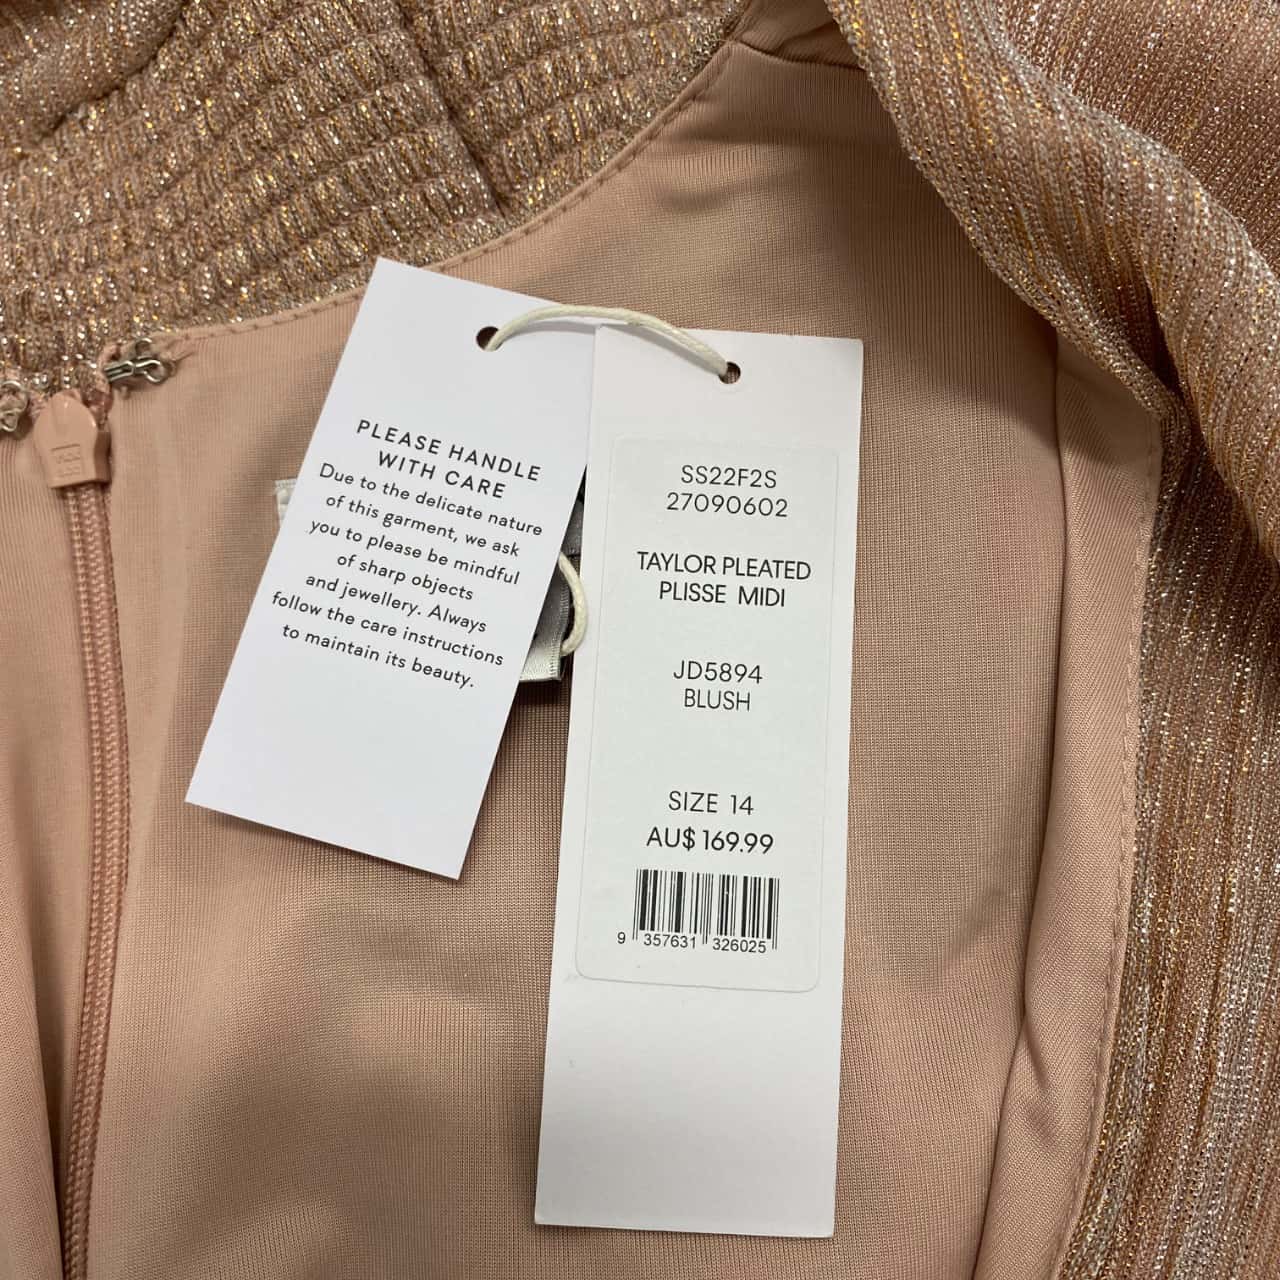 PLEASE HANDLE
WITH CARE
Due to the delicate nature
of this garment, we ask
you to please be mindful
of sharp objects
and jewellery. Always
follow the care instructions
to maintain its beauty.
SS22F2S
27090602
TAYLOR PLEATED
PLISSE MIDI
JD5894
BLUSH
SIZE 14
AU$ 169.99
9 357631 326025